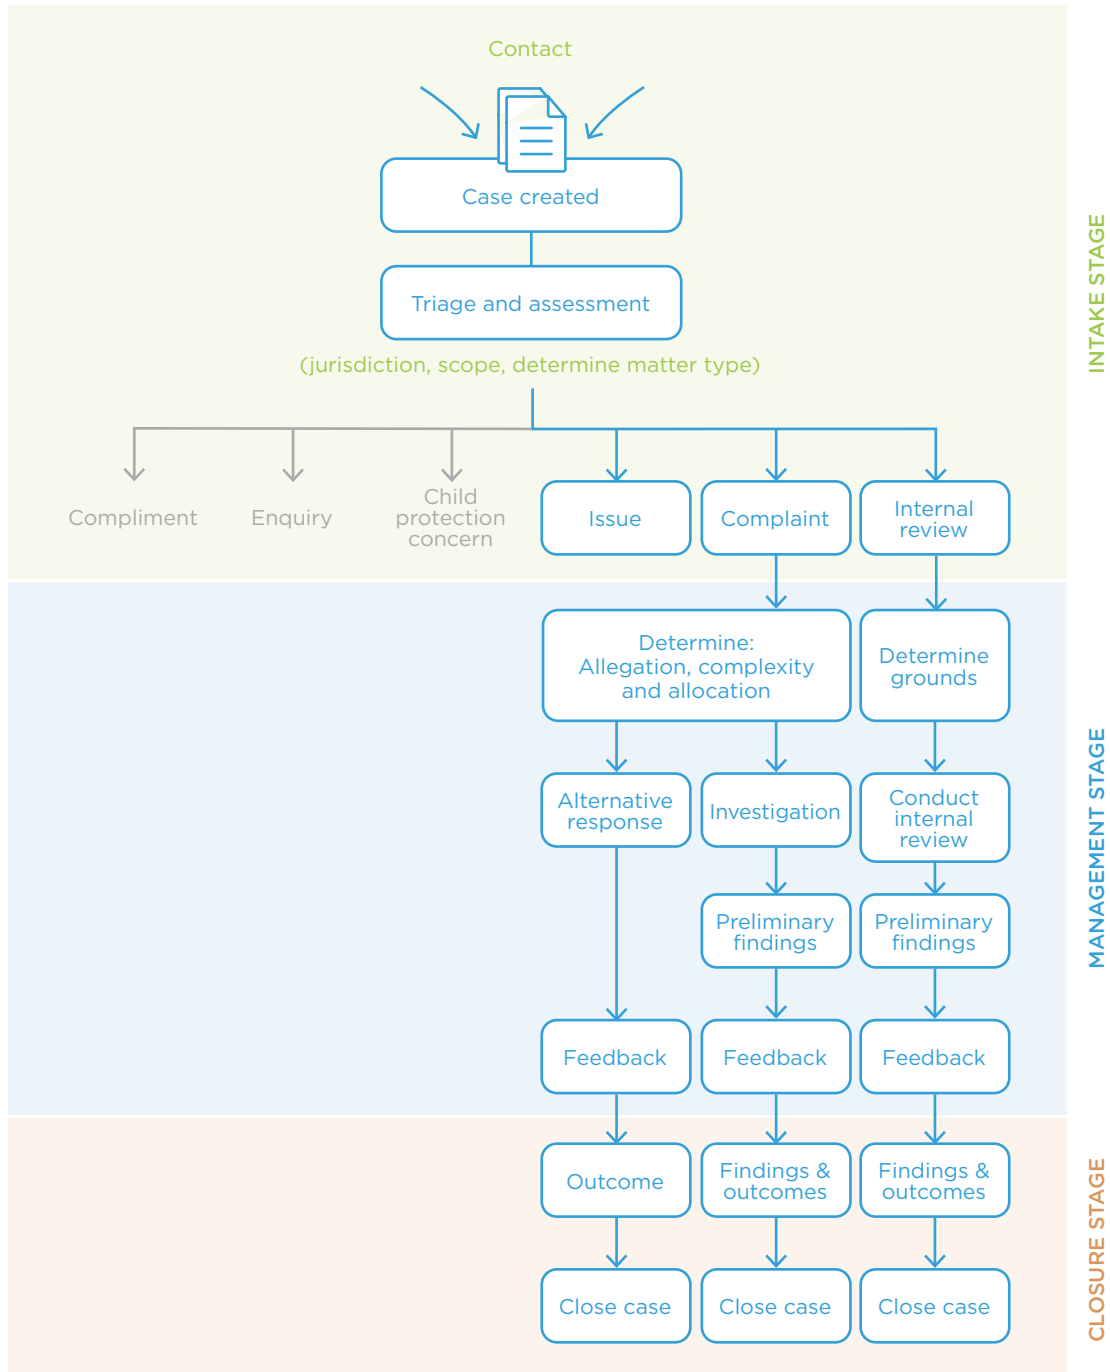 Contact
Case created
Triage and assessment
(jurisdiction, scope, determine matter type)
Compliment
Enquiry
Child
protection
concern
Issue
Complaint
Internal
review
INTAKE STAGE
Determine:
Allegation, complexity
and allocation
Determine
grounds
Alternative
response
Investigation
Conduct
internal
review
Preliminary
findings
Preliminary
findings
Feedback
Feedback
Feedback
MANAGEMENT STAGE
Outcome
Findings &
outcomes
Findings &
outcomes
Close case
Close case
Close case
CLOSURE STAGE